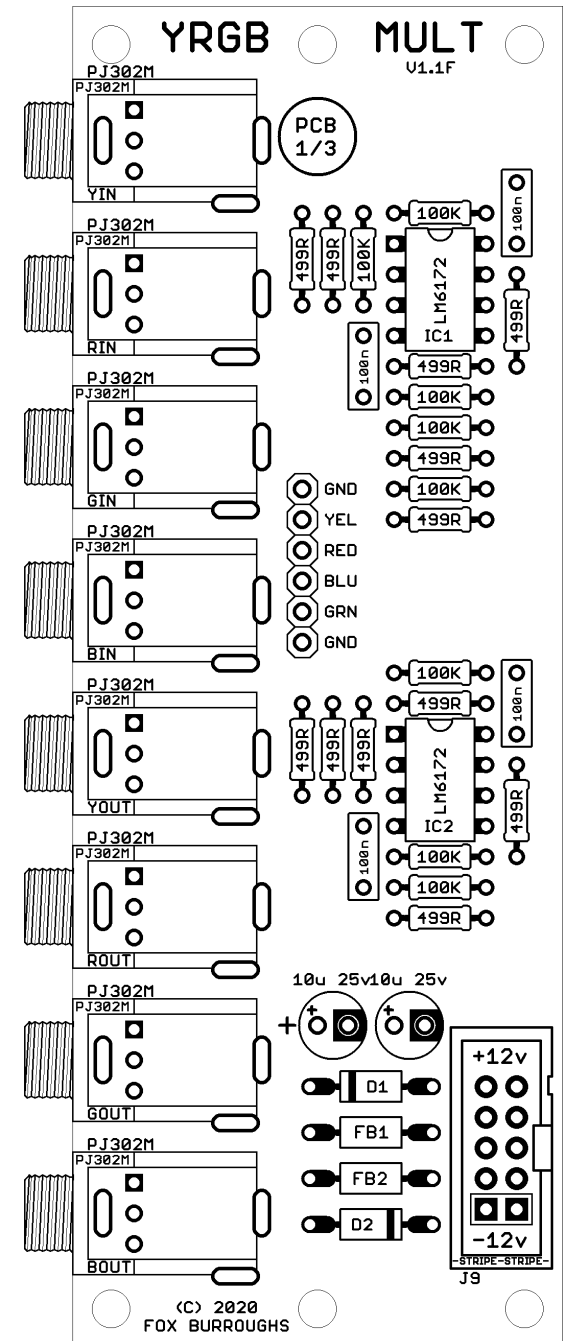 YRGB MULT
V1.1F
PJ302M
PJ302M
YIN
PCB
1/3
PJ302M
PJ302M
RIN
PJ302M
PJ302M
GIN
PJ302M
PJ302M
BIN
PJ302M
PJ302M
YOUT
PJ302M
PJ302M
ROUT
PJ302M
PJ302M
GOUT
PJ302M
PJ302M
BOUT
499R
499R
100K
100K
100n
LM6172
IC1
499R
100n
499R
100K
100K
499R
100K
499R
GND
YEL
RED
BLU
GRN
GND
100K
499R
100n
499R
499R
499R
LM6172
IC2
499R
100n
100K
100K
499R
10u 25v 10u 25v
+
+
+
D1
FB1
FB2
D2
+12v
-12v
-STRIPE-STRIPE-
J9
(C) 2020
FOX BURROUGHS